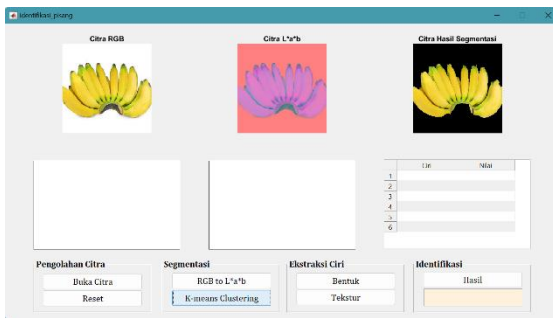 Identifikasi_pisang
Citra RGB
Citra L*a*b
Citra Hasil Segmentasi
Ciri Nilai
1
2
3
4
5
6
Pengolahan Citra
Buka Citra
Reset
Segmentasi
RGB to L*a*b
K-means Clustering
Ekstraksi Ciri
Bentuk
Tekstur
Identifikasi
Hasil